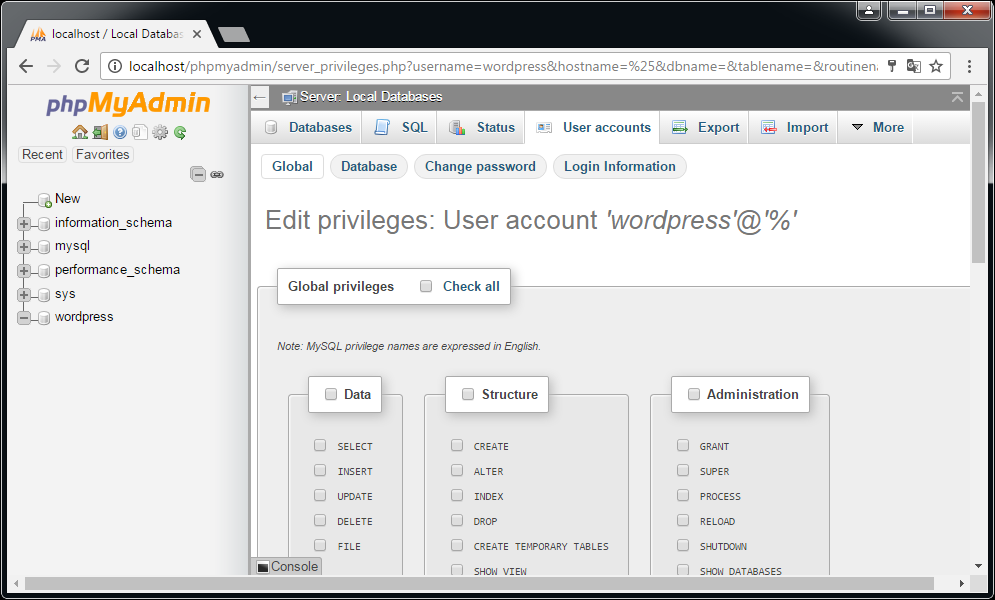 localhost / Local Databas
localhost/phpmyadmin/server_privileges.php?username=wordpress&hostname=%25&dbname=&tablename=&routinena
phpMyAdmin
Recent Favorites
New
information_schema
mysql
performance_schema
sys
wordpress
Server: Local Databases
Databases SQL Status User accounts Export Import More
Global Database Change password Login Information
Edit privileges: User account 'wordpress'@'%'
Global privileges Check all
Note: MySQL privilege names are expressed in English.
Data Structure Administration
SELECT CREATE GRANT
INSERT ALTER SUPER
UPDATE INDEX PROCESS
DELETE DROP RELOAD
FILE CREATE TEMPORARY TABLES SHUTDOWN
SHOW VIEW SHOW DATABASES
Console